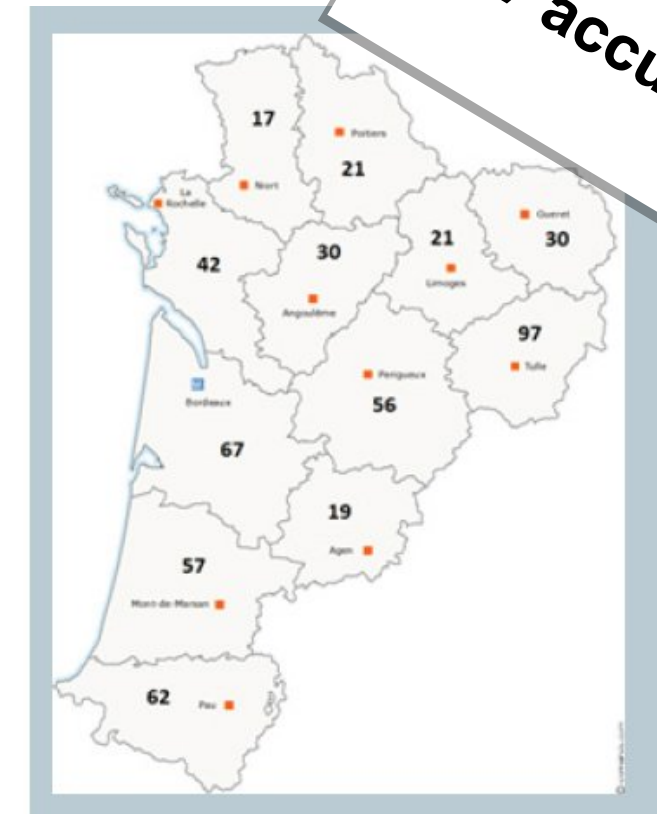 accu
17
Poitiers
21
La
Rochelle
Niort
Gueret
30
42
30
21
Limoges
Angoulême
97
Tulle
Perigueux
56
Bordeaux
67
19
Agen
57
Mont-de-Marsan
62
Pau